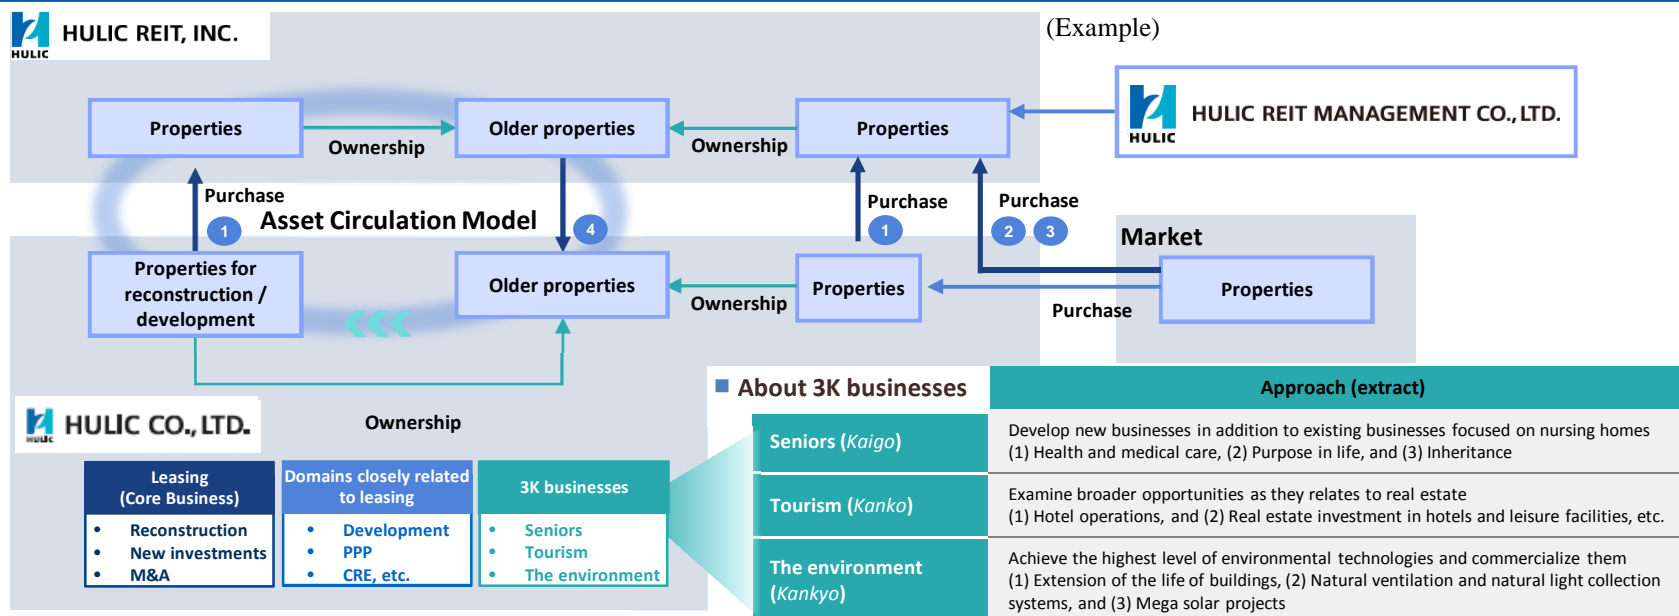 HULIC
HULIC REIT, INC.
(Example)
Properties
Ownership
Older properties
Ownership
Properties
HULIC
HULIC REIT MANAGEMENT CO., LTD.
Purchase
1
Asset Circulation Model
4
Purchase
1
Purchase
2
3
Market
Properties for
reconstruction /
development
Older properties
Ownership
Properties
Purchase
Properties
HULIC
HULIC CO., LTD.
Ownership
Leasing
(Core Business)
• Reconstruction
• New investments
• M&A
Domains closely related
to leasing
• Development
• PPP
• CRE, etc.
3K businesses
• Seniors
• Tourism
• The environment
■ About 3K businesses
Approach (extract)
Seniors (Kaigo)
Develop new businesses in addition to existing businesses focused on nursing homes
(1) Health and medical care, (2) Purpose in life, and (3) Inheritance
Tourism (Kanko)
Examine broader opportunities as they relates to real estate
(1) Hotel operations, and (2) Real estate investment in hotels and leisure facilities, etc.
The environment
(Kankyo)
Achieve the highest level of environmental technologies and commercialize them
(1) Extension of the life of buildings, (2) Natural ventilation and natural light collection
systems, and (3) Mega solar projects